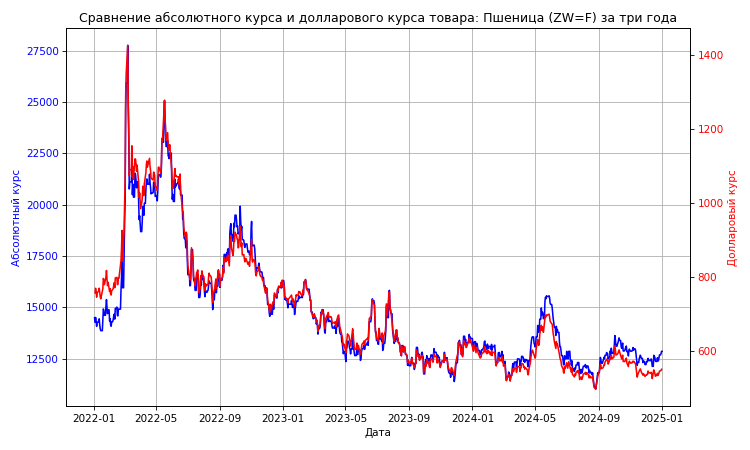 Сравнение абсолютного курса и долларового курса товара: Пшеница (ZW=F) за три года
27500
25000
22500
20000
17500
15000
12500
Абсолютный курс
1400
1200
1000
800
600
Долларовый курс
2022-01 2022-05 2022-09 2023-01 2023-05 2023-09 2024-01 2024-05 2024-09 2025-01
Дата